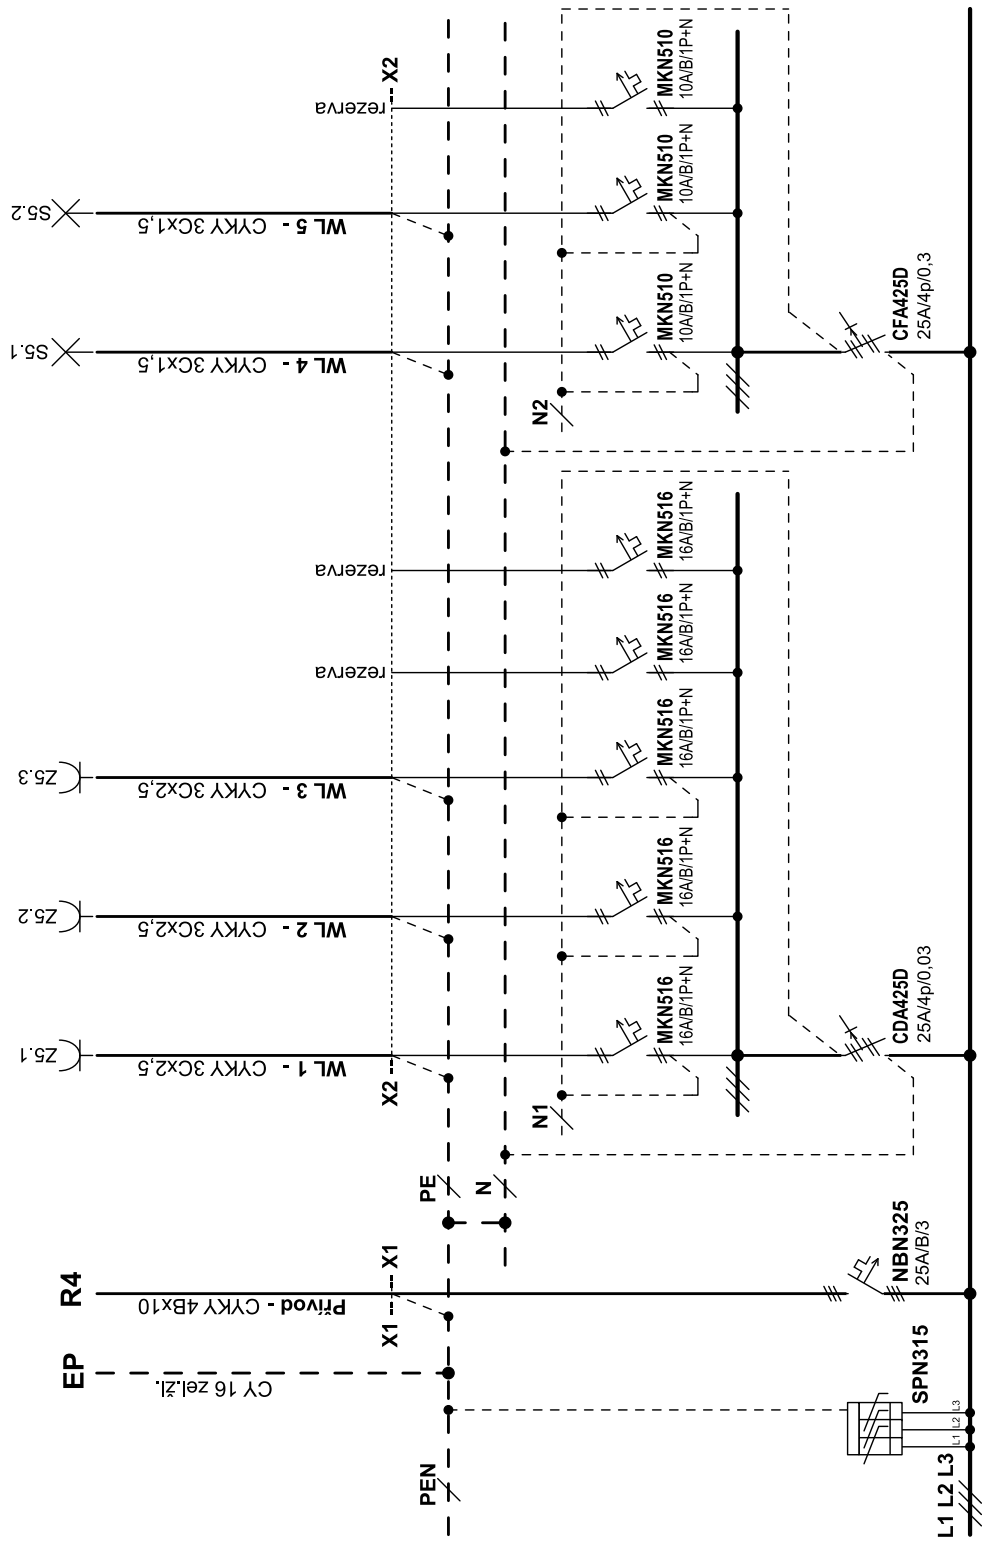 EP
CY 16 zel.žl.
R4
Přívod - CYKY 4Bx10
X1
X1
PEN
PE
N
L1 L2 L3
L1
L2
L3
SPN315
NBN325
25A/B/3
Z5.1
WL 1 - CYKY 3Cx2,5
X2
Z5.2
WL 2 - CYKY 3Cx2,5
Z5.3
WL 3 - CYKY 3Cx2,5
rezerva
rezerva
S5.1
WL 4 - CYKY 3Cx1,5
S5.2
WL 5 - CYKY 3Cx1,5
rezerva
X2
N1
MKN516
16A/B/1P+N
MKN516
16A/B/1P+N
MKN516
16A/B/1P+N
MKN516
16A/B/1P+N
MKN516
16A/B/1P+N
N2
MKN510
10A/B/1P+N
MKN510
10A/B/1P+N
MKN510
10A/B/1P+N
CDA425D
25A/4p/0,03
CFA425D
25A/4p/0,3